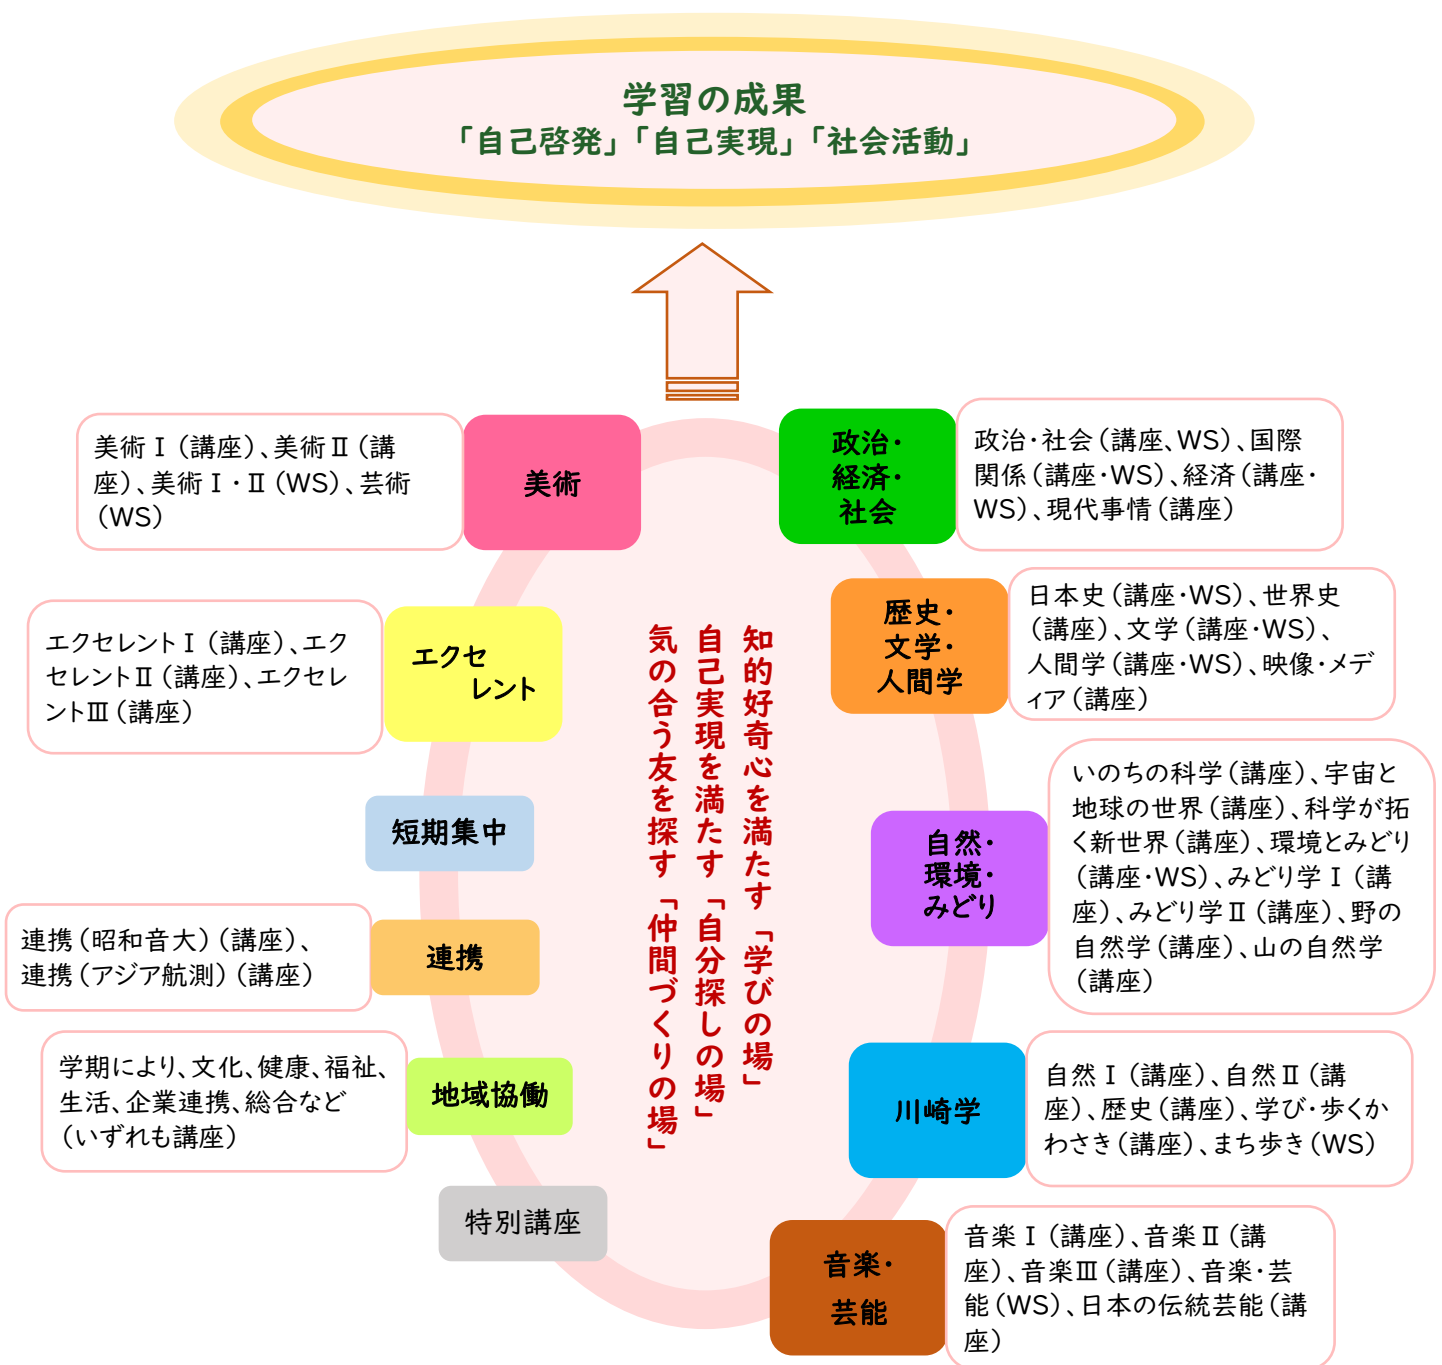 学習の成果
「自己啓発」「自己実現」「社会活動」
美術Ⅰ(講座)、美術Ⅱ(講
座)、美術Ⅰ・Ⅱ(WS)、芸術
(WS)
美術
政治・
経済・
社会
政治・社会(講座、WS)、国際
関係(講座・WS)、経済(講座・
WS)、現代事情(講座)
エクセレントⅠ(講座)、エク
セレントⅡ(講座)、エクセレ
ントⅢ(講座)
エクセ
レント
歴史・
文学・
人間学
日本史(講座・WS)、世界史
(講座)、文学(講座・WS)、
人間学(講座・WS)、映像・メデ
ィア(講座)
知的好奇心を満たす「学びの場」
自己実現を満たす「自分探しの場」
気の合う友を探す「仲間づくりの場」
短期集中
自然・
環境・
みどり
いのちの科学(講座)、宇宙と
地球の世界(講座)、科学が拓
く新世界(講座)、環境とみどり
(講座・WS)、みどり学Ⅰ(講
座)、みどり学Ⅱ(講座)、野の
自然学(講座)、山の自然学
(講座)
連携(昭和音大)(講座)、
連携(アジア航測)(講座)
連携
学期により、文化、健康、福祉、
生活、企業連携、総合など
(いずれも講座)
地域協働
川崎学
自然Ⅰ(講座)、自然Ⅱ(講
座)、歴史(講座)、学び・歩くか
わさき(講座)、まち歩き(WS)
特別講座
音楽・
芸能
音楽Ⅰ(講座)、音楽Ⅱ(講
座)、音楽Ⅲ(講座)、音楽・芸
能(WS)、日本の伝統芸能(講
座)